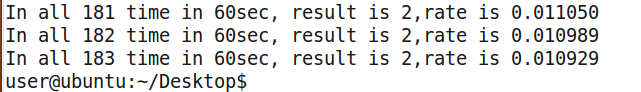 In all 181 time in 60sec, result is 2,rate is 0.011050
In all 182 time in 60sec, result is 2,rate is 0.010989
In all 183 time in 60sec, result is 2,rate is 0.010929
user@ubuntu:~/Desktop$